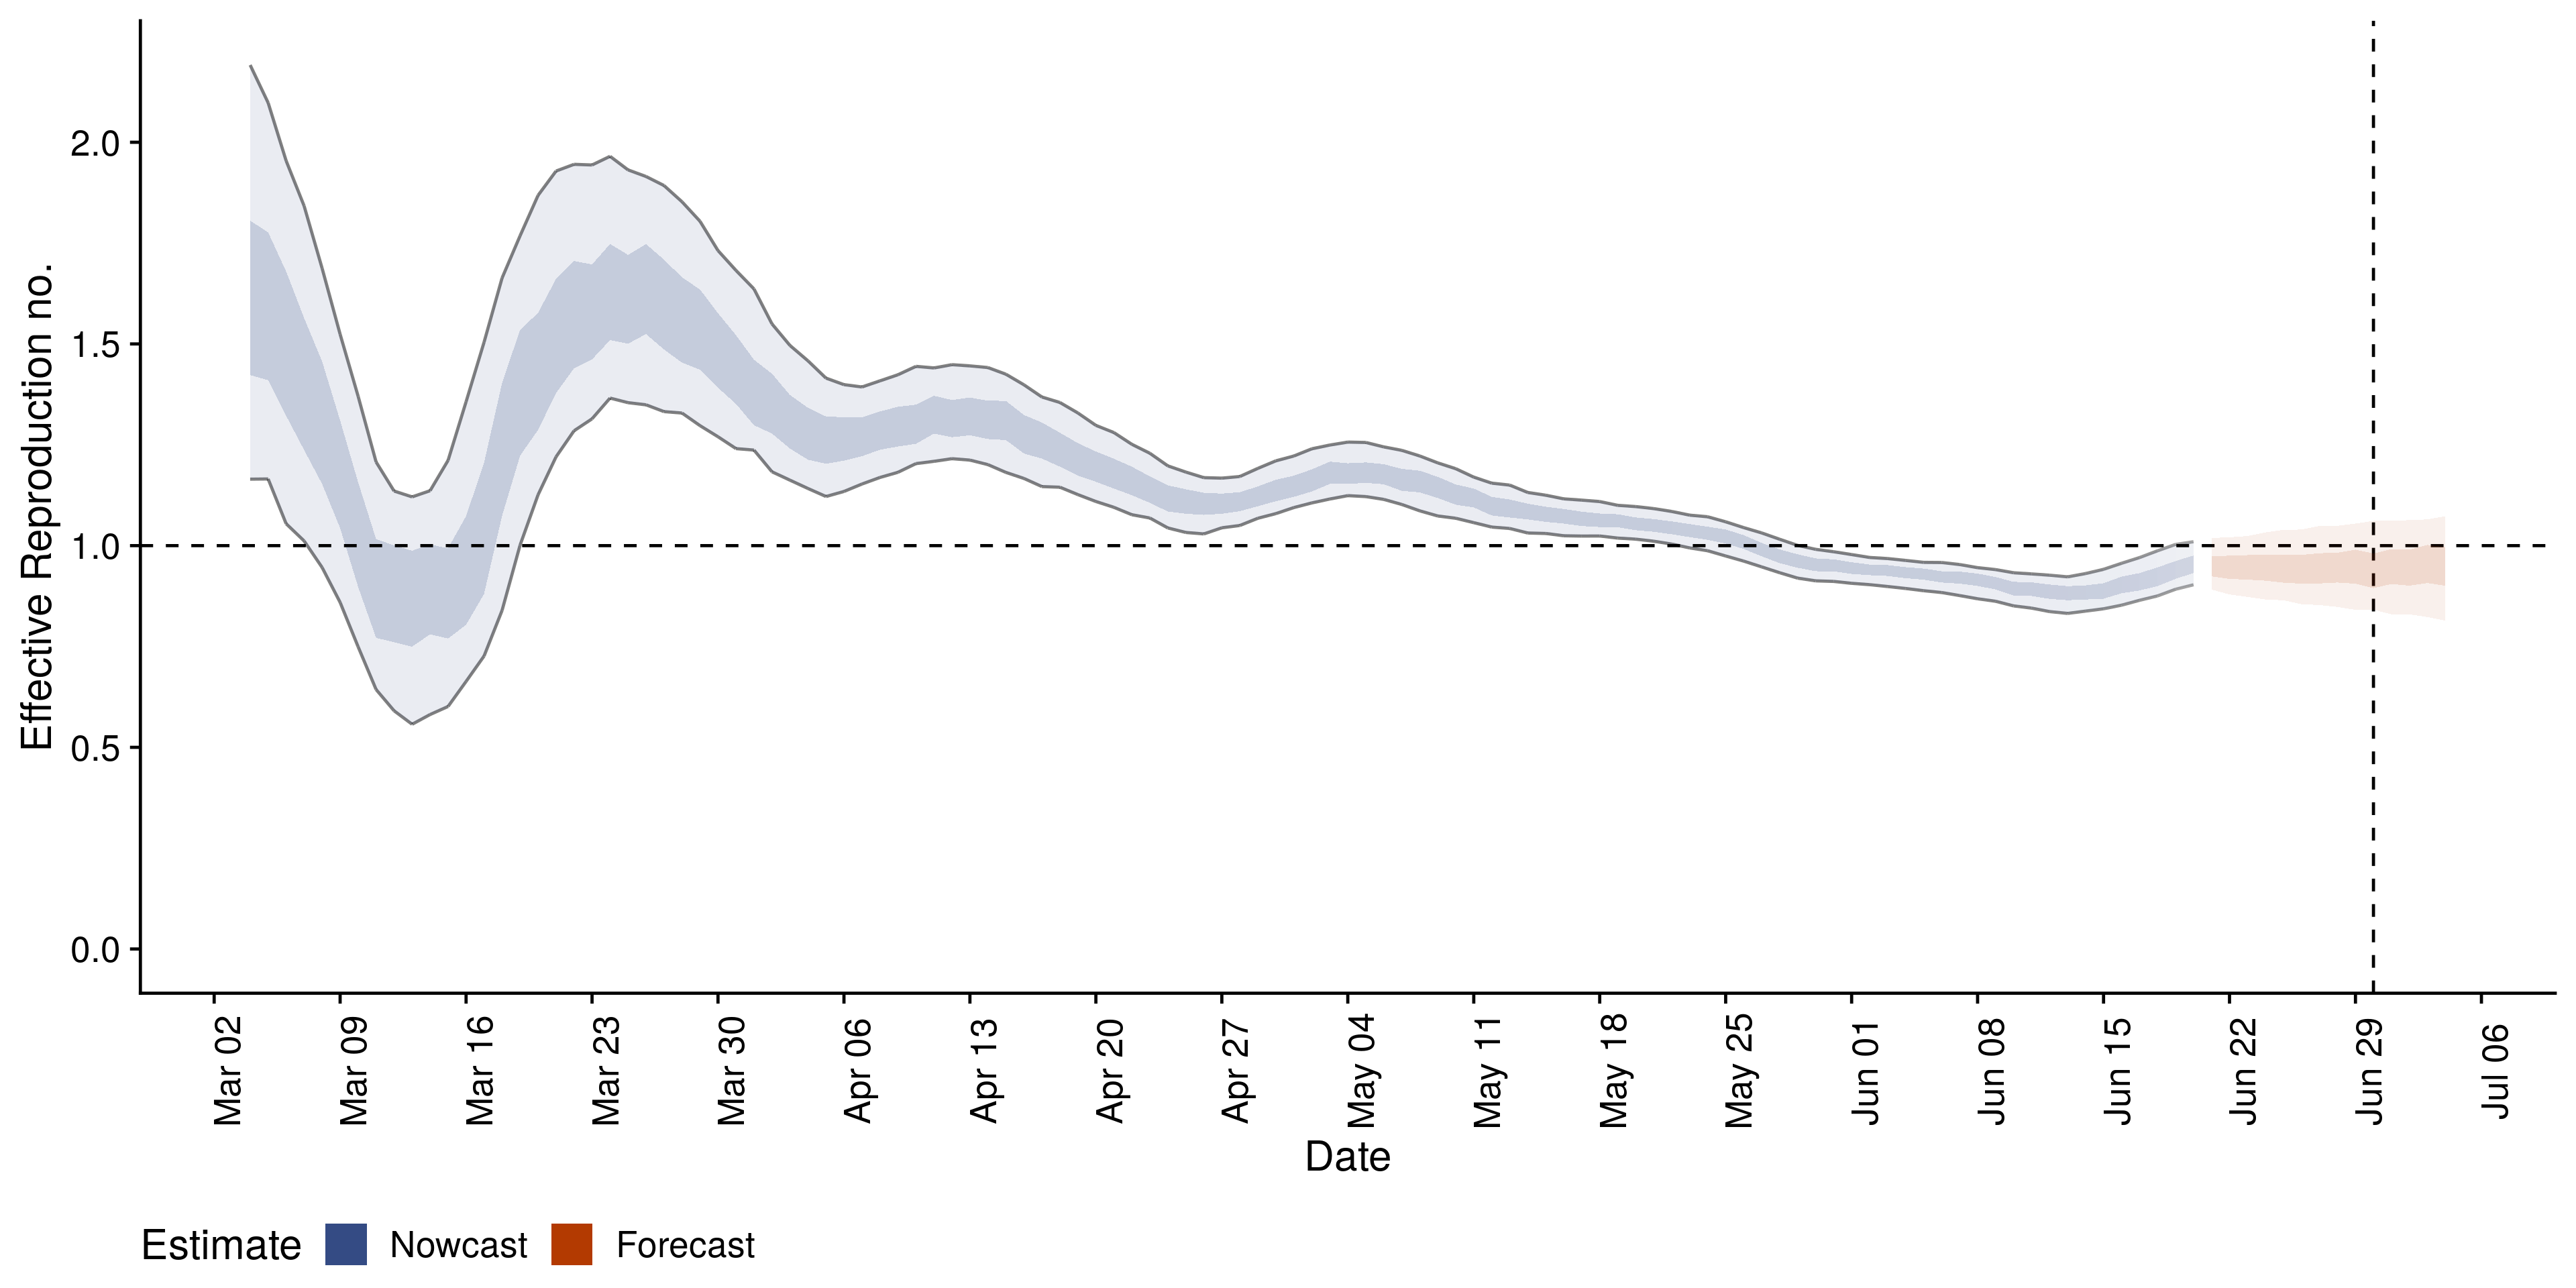 Effective Reproduction no.
2.0
1.5
1.0
0.5
0.0
Mar 02
Mar 09
Mar 16
Mar 23
Mar 30
Apr 06
Apr 13
Apr 20
Apr 27
May 04
May 11
May 18
May 25
Jun 01
Jun 08
Jun 15
Jun 22
Jun 29
Jul 06
Date
Estimate Nowcast Forecast